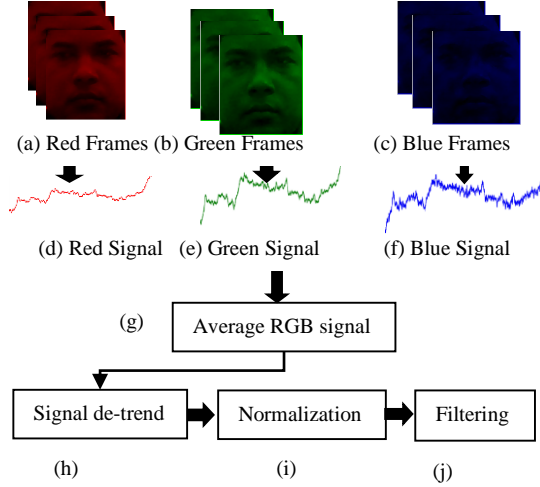 (a) Red Frames (b) Green Frames (c) Blue Frames
(d) Red Signal (e) Green Signal (f) Blue Signal
(g) Average RGB signal
Signal de-trend Normalization Filtering
(h) (i) (j)